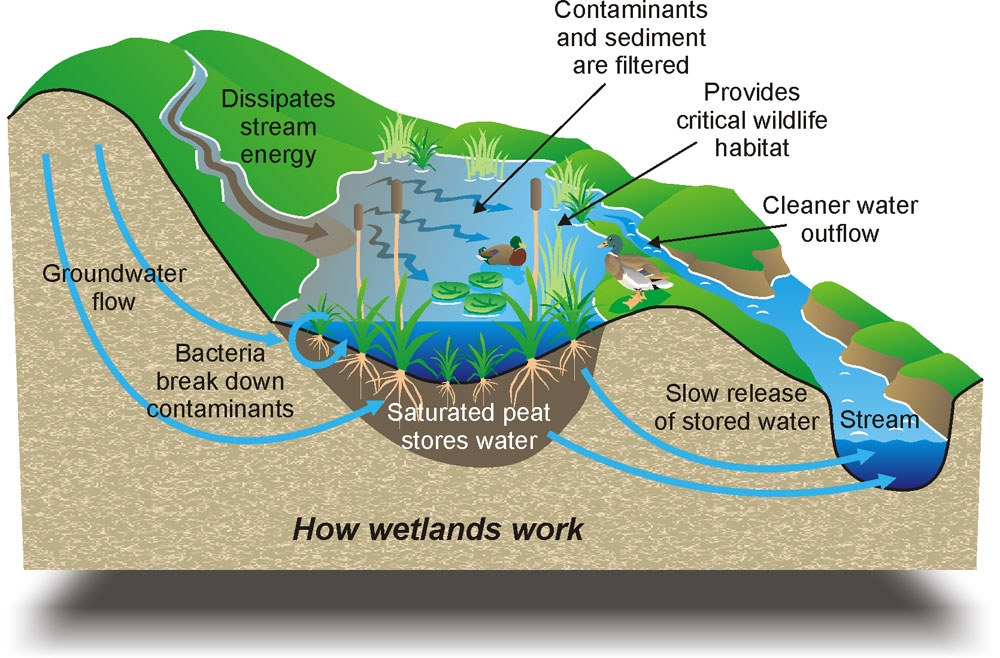 Contaminants
and sediment
are filtered
Provides
critical wildlife
habitat
Dissipates
stream
energy
Cleaner water
outflow
Groundwater
flow
Bacteria
break down
contaminants
Saturated peat
stores water
Slow release
of stored water
Stream
How wetlands work